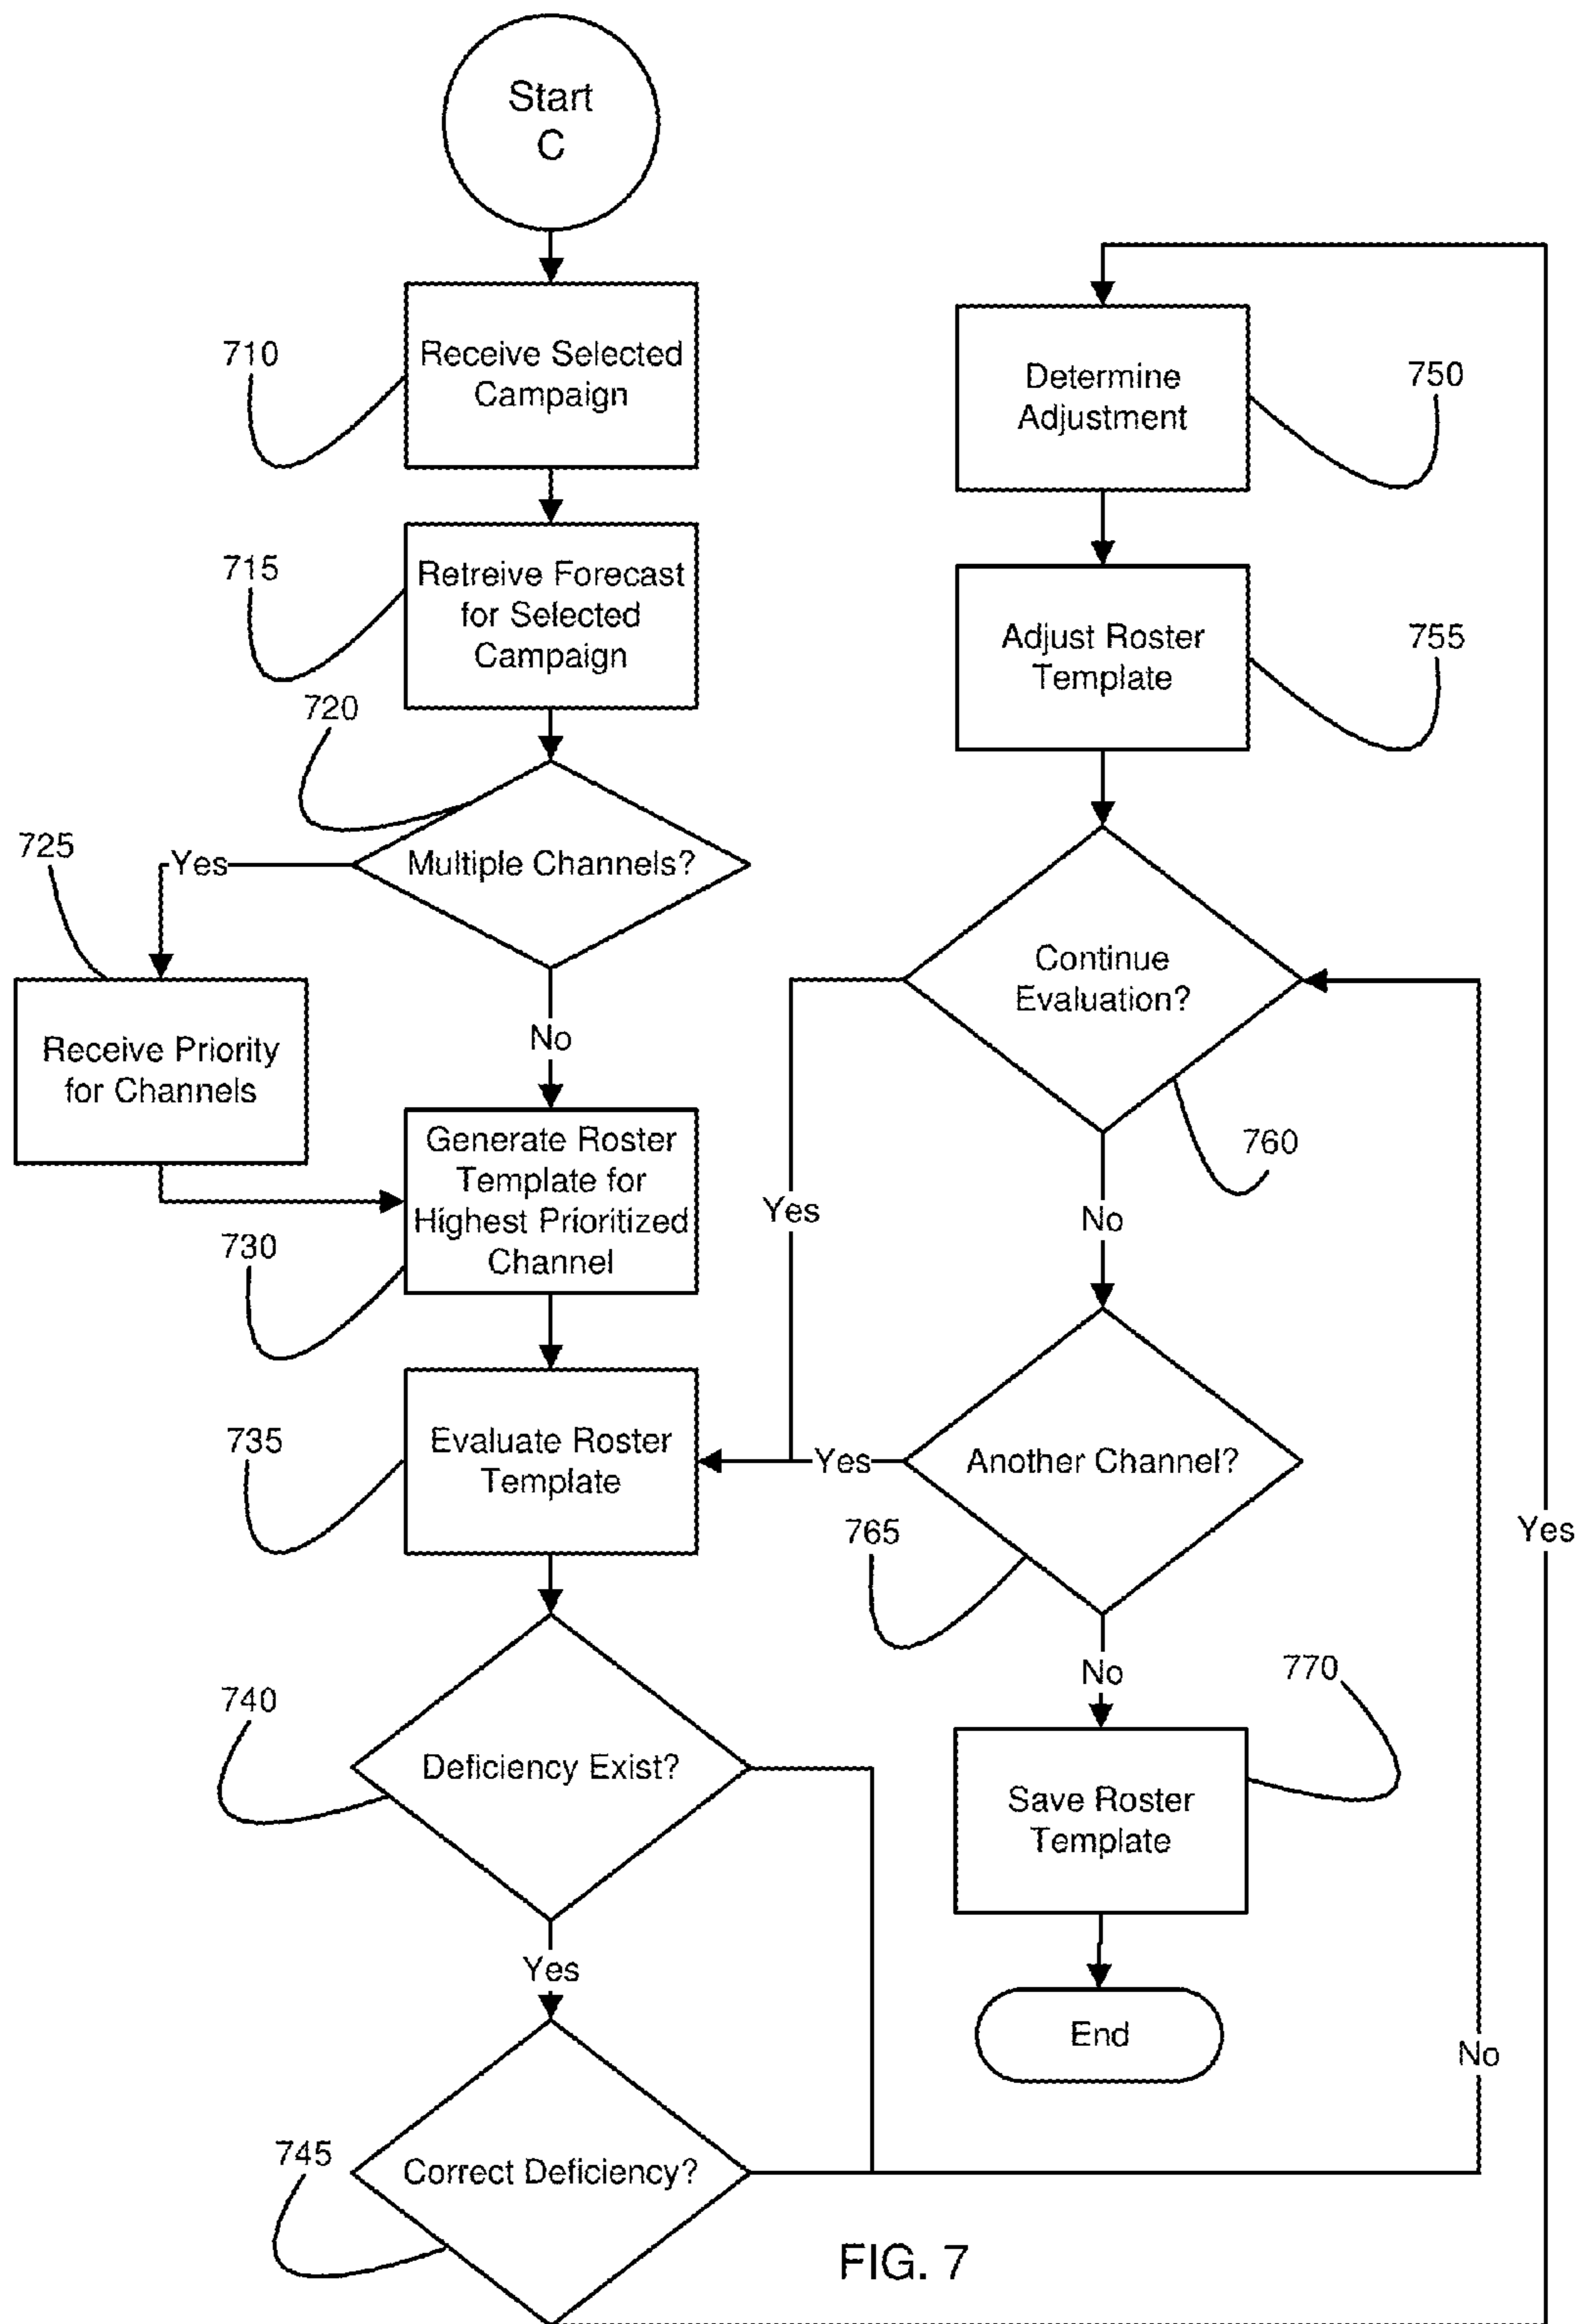 Start
C
710
Receive Selected
Campaign
715
Retreive Forecast
for Selected
Campaign
720
Multiple Channels?
Yes
725
Receive Priority
for Channels
No
Generate Roster
Template for
Highest Prioritized
Channel
730
735
Evaluate Roster
Template
740
Deficiency Exist?
Yes
745
Correct Deficiency?
Determine
Adjustment
750
Adjust Roster
Template
755
Continue
Evaluation?
760
Yes
No
Another Channel?
Yes
765
No
770
Save Roster
Template
End
No
Yes
FIG. 7